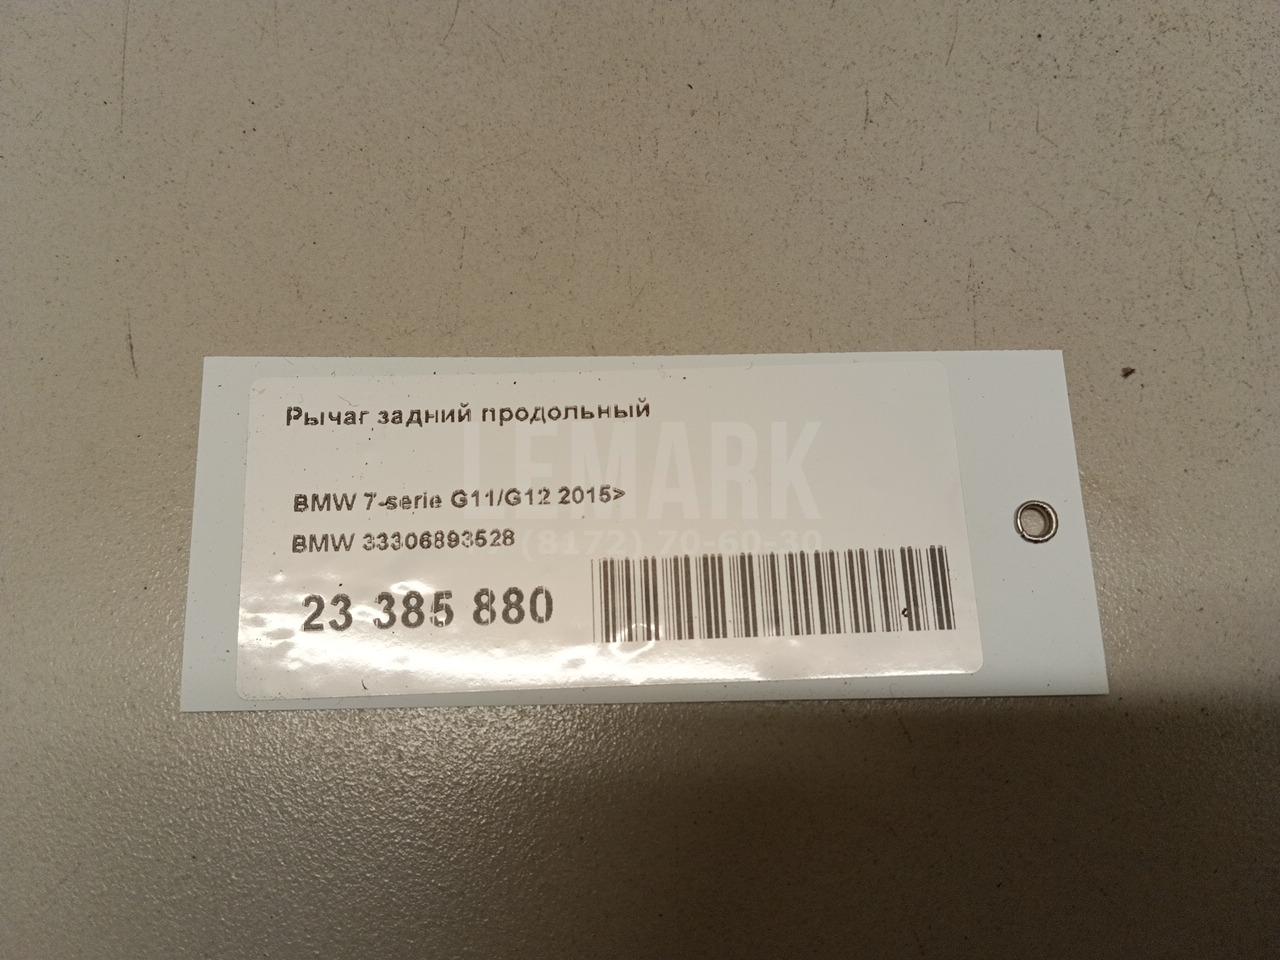 Рычаг задний продольный
LEMARK
BMW 7-serie G11/G12 2015>
BMW 33306893528
(8172) 70-60-30
23 385 880